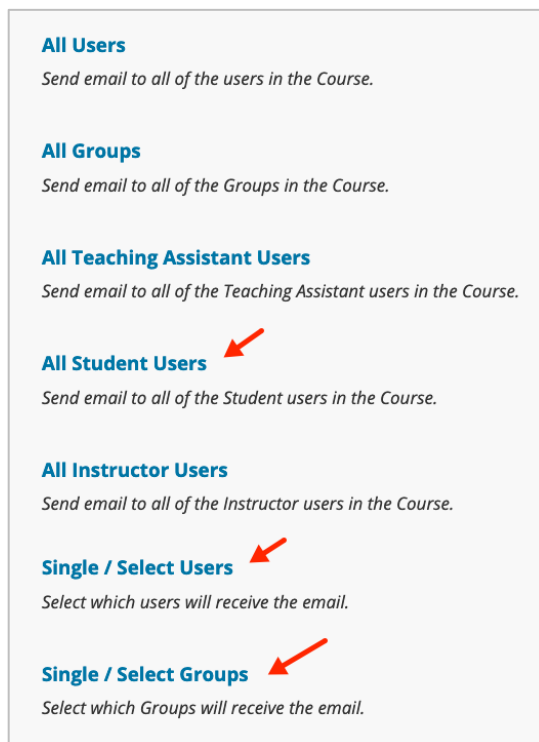 All Users
Send email to all of the users in the Course.
All Groups
Send email to all of the Groups in the Course.
All Teaching Assistant Users
Send email to all of the Teaching Assistant users in the Course.
All Student Users
Send email to all of the Student users in the Course.
All Instructor Users
Send email to all of the Instructor users in the Course.
Single / Select Users
Select which users will receive the email.
Single / Select Groups
Select which Groups will receive the email.